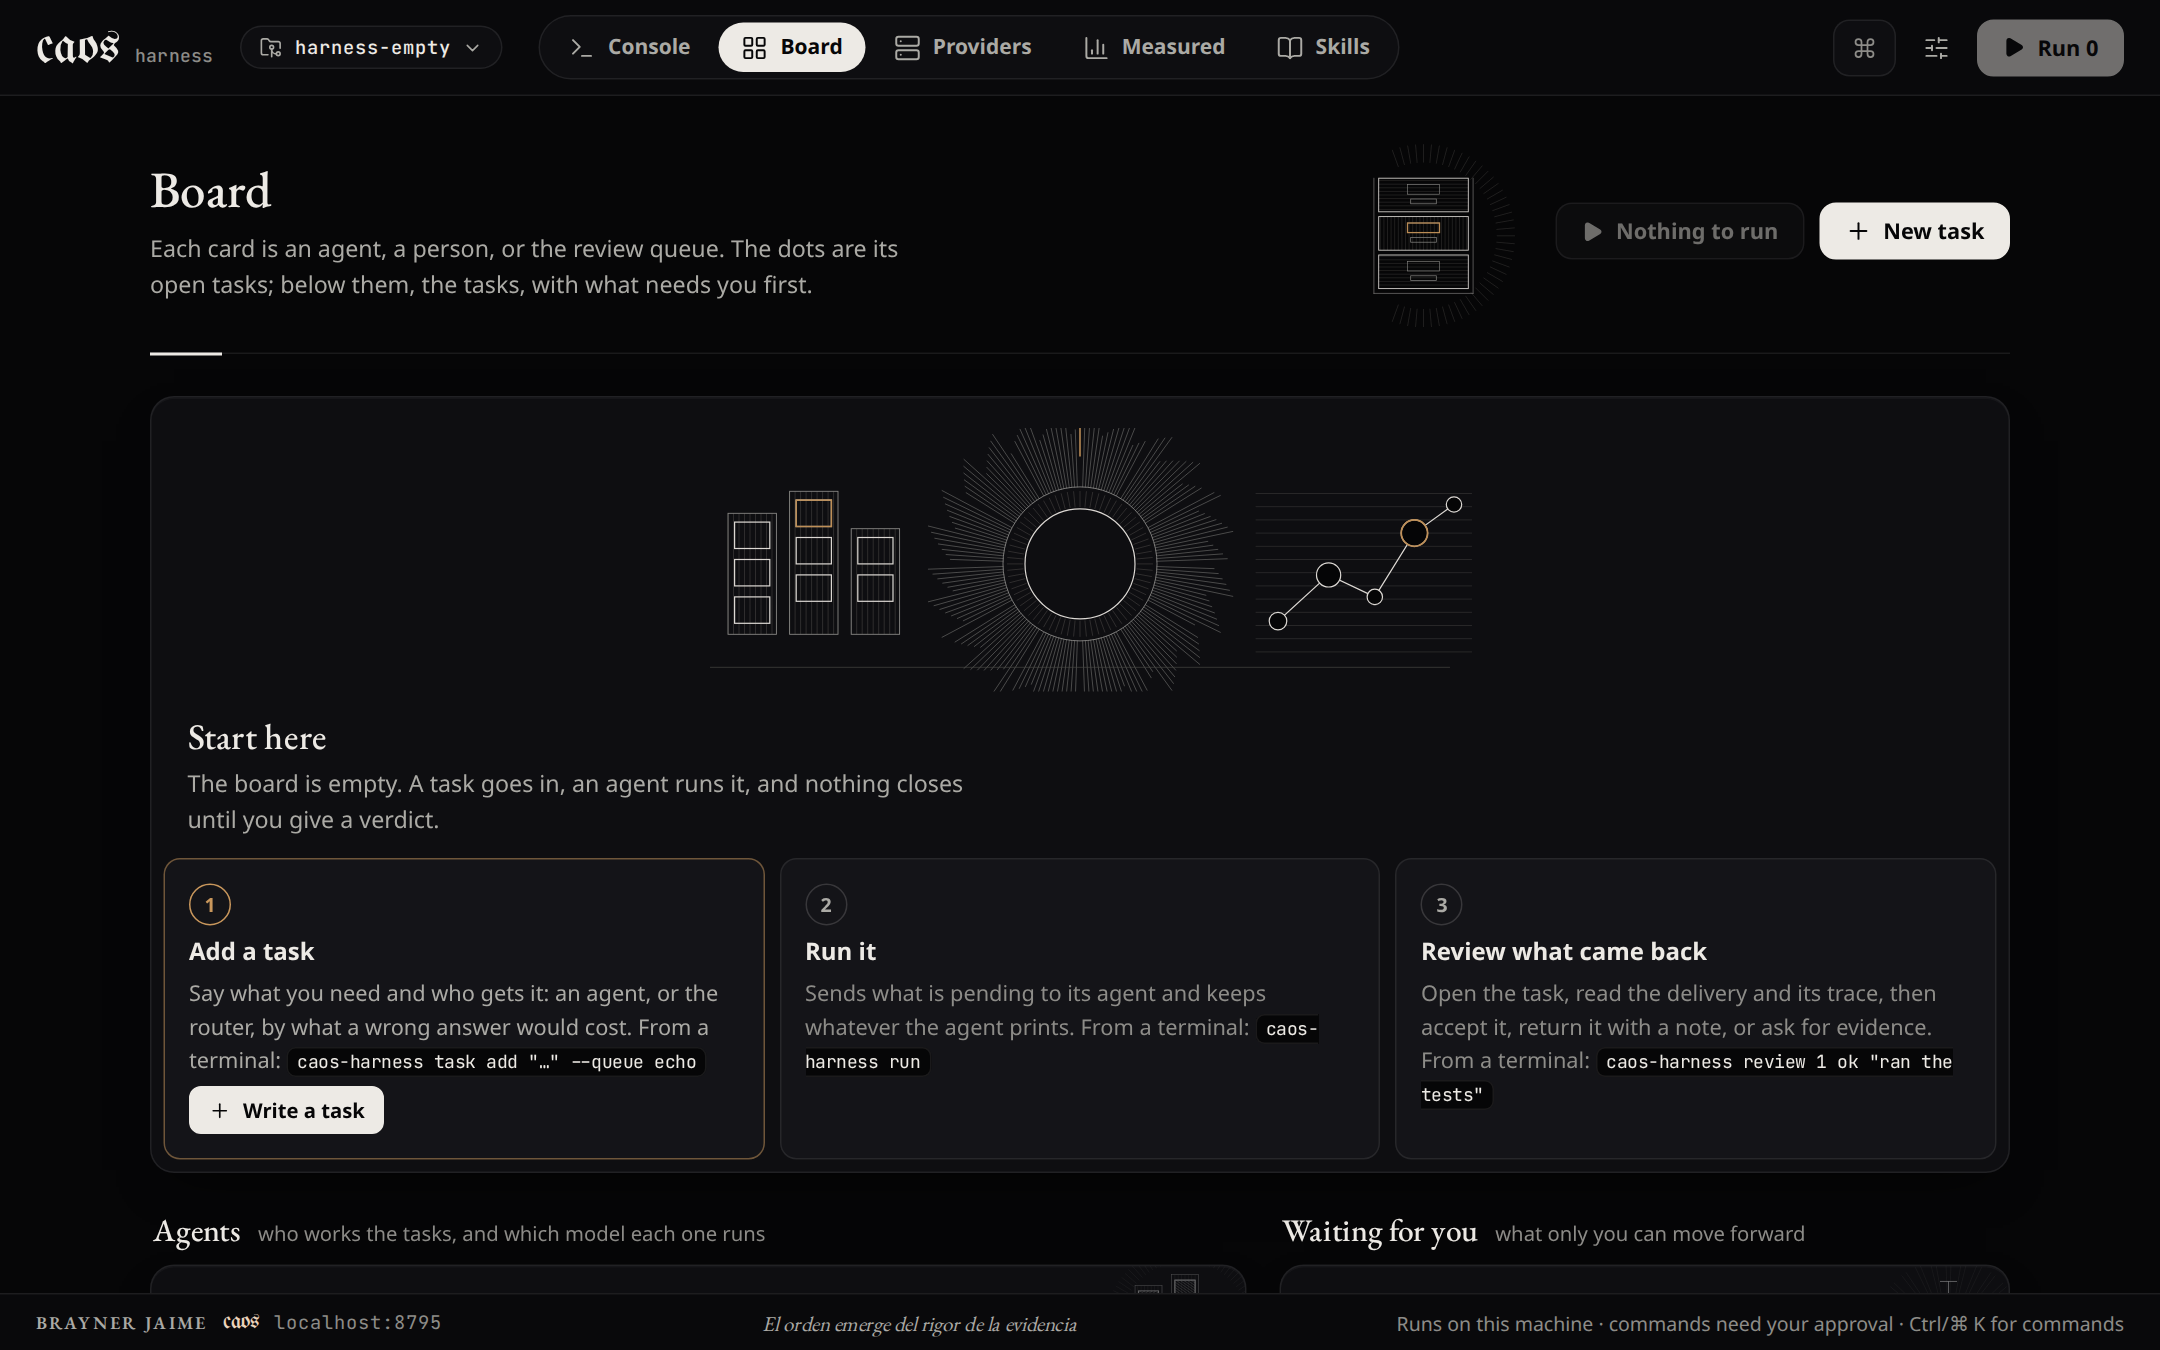 caos harness
harness-empty
Console
Board
Providers
Measured
Skills
⌘
Run 0
Board
Each card is an agent, a person, or the review queue. The dots are its
open tasks; below them, the tasks, with what needs you first.
Nothing to run
New task
Start here
The board is empty. A task goes in, an agent runs it, and nothing closes
until you give a verdict.
1
Add a task
Say what you need and who gets it: an agent, or the
router, by what a wrong answer would cost. From a
terminal: caos-harness task add "…" --queue echo
Write a task
2
Run it
Sends what is pending to its agent and keeps
whatever the agent prints. From a terminal: caos-
harness run
3
Review what came back
Open the task, read the delivery and its trace, then
accept it, return it with a note, or ask for evidence.
From a terminal: caos-harness review 1 ok "ran the
tests"
Agents who works the tasks, and which model each one runs
Waiting for you what only you can move forward
BRAYNER JAIME caos localhost:8795
El orden emerge del rigor de la evidencia
Runs on this machine · commands need your approval · Ctrl/⌘ K for commands